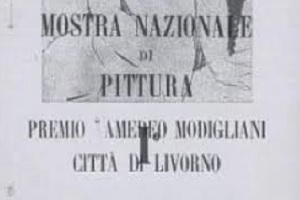 MOSTRA NAZIONALE
DI
PITTURA
PREMIO "AMEDEO MODIGLIANI
CITTÀ DI LIVORNO